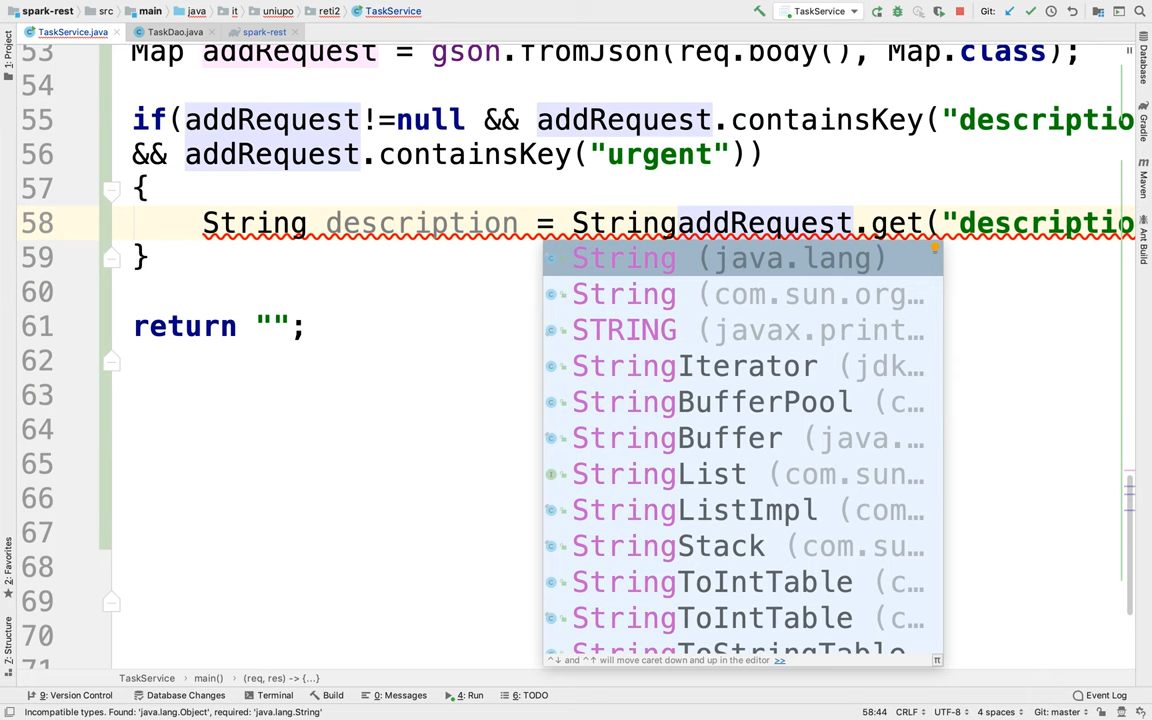 spark-rest src main java it uniupo reti2 TaskService TaskService Git:
TaskService.java TaskDao.java spark-rest
53 Map addRequest = gson.fromJson(req.body(), Map.class);
54
55 if(addRequest!=null && addRequest.containsKey("descriptio
56 && addRequest.containsKey("urgent"))
57 {
58 String description = StringaddRequest.get("descriptio
59 }
60
61 return "";
62
63
64
65
66
67
68
69
70
71
String (java.lang)
String (com.sun.org…
STRING (javax.print…
StringIterator (jdk…
StringBufferPool (c…
StringBuffer (java.…
StringList (com.sun…
StringListImpl (com…
StringStack (com.su…
StringToIntTable (c…
StringToIntTable (c…
StringToStringTable
^↓ and ^↑ will move caret down and up in the editor >> π
1: Project
2: Favorites
Z: Structure
Database
Gradle
Maven
Ant Build
TaskService main() (req, res) -> {...}
9: Version Control Database Changes Terminal Build 0: Messages 4: Run 6: TODO Event Log
Incompatible types. Found: 'java.lang.Object', required: 'java.lang.String' 58:44 CRLF UTF-8 4 spaces Git: master